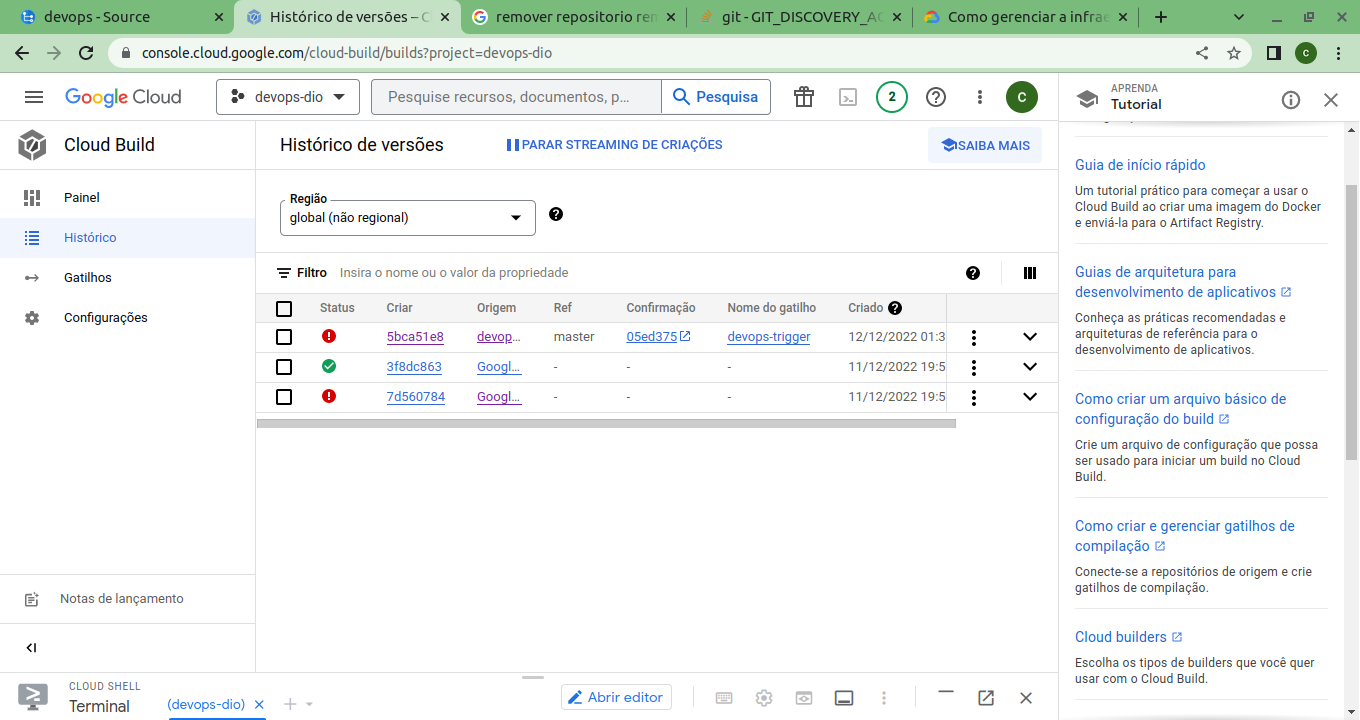 devops - Source
Histórico de versões – C
remover repositorio rem
git - GIT_DISCOVERY_AC
Como gerenciar a infrae
console.cloud.google.com/cloud-build/builds?project=devops-dio
C
Google Cloud
devops-dio
Pesquise recursos, documentos, p…
Pesquisa
2
C
APRENDA
Tutorial
Cloud Build
Histórico de versões
PARAR STREAMING DE CRIAÇÕES
SAIBA MAIS
Painel
Histórico
Gatilhos
Configurações
Notas de lançamento
Região
global (não regional)
Filtro Insira o nome ou o valor da propriedade
Status Criar Origem Ref Confirmação Nome do gatilho Criado
5bca51e8 devop… master 05ed375 devops-trigger 12/12/2022 01:3
3f8dc863 Googl… - - - 11/12/2022 19:5
7d560784 Googl… - - - 11/12/2022 19:5
Guia de início rápido
Um tutorial prático para começar a usar o
Cloud Build ao criar uma imagem do Docker
e enviá-la para o Artifact Registry.
Guias de arquitetura para
desenvolvimento de aplicativos
Conheça as práticas recomendadas e
arquiteturas de referência para o
desenvolvimento de aplicativos.
Como criar um arquivo básico de
configuração do build
Crie um arquivo de configuração que possa
ser usado para iniciar um build no Cloud
Build.
Como criar e gerenciar gatilhos de
compilação
Conecte-se a repositórios de origem e crie
gatilhos de compilação.
Cloud builders
Escolha os tipos de builders que você quer
usar com o Cloud Build.
CLOUD SHELL
Terminal
(devops-dio)
Abrir editor